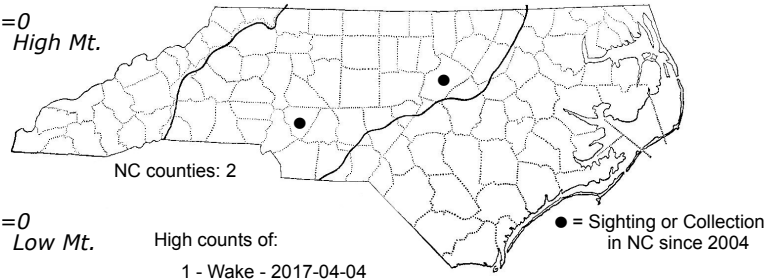 =0
High Mt.
NC counties: 2
=0
Low Mt.
High counts of:
1 - Wake - 2017-04-04
● = Sighting or Collection
in NC since 2004